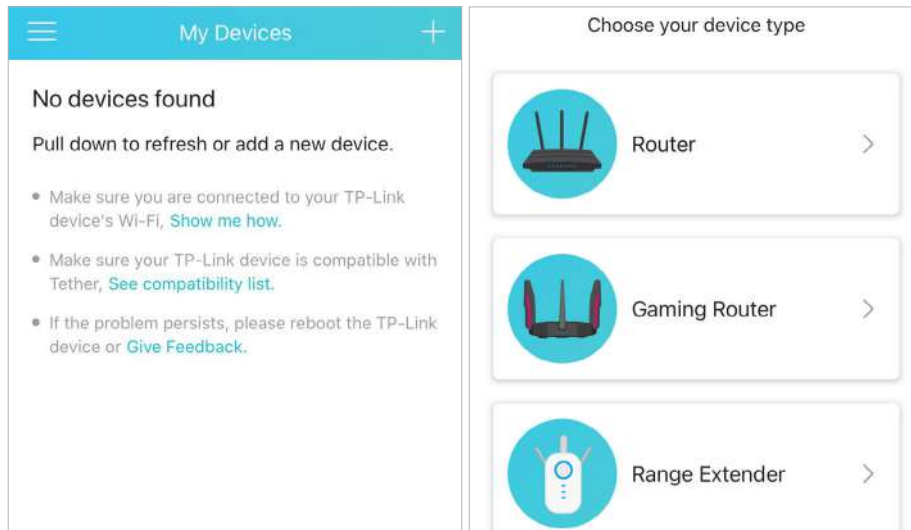 My Devices
No devices found
Pull down to refresh or add a new device.
Make sure you are connected to your TP-Link
device's Wi-Fi, Show me how.
Make sure your TP-Link device is compatible with
Tether, See compatibility list.
If the problem persists, please reboot the TP-Link
device or Give Feedback.
Choose your device type
Router
Gaming Router
Range Extender